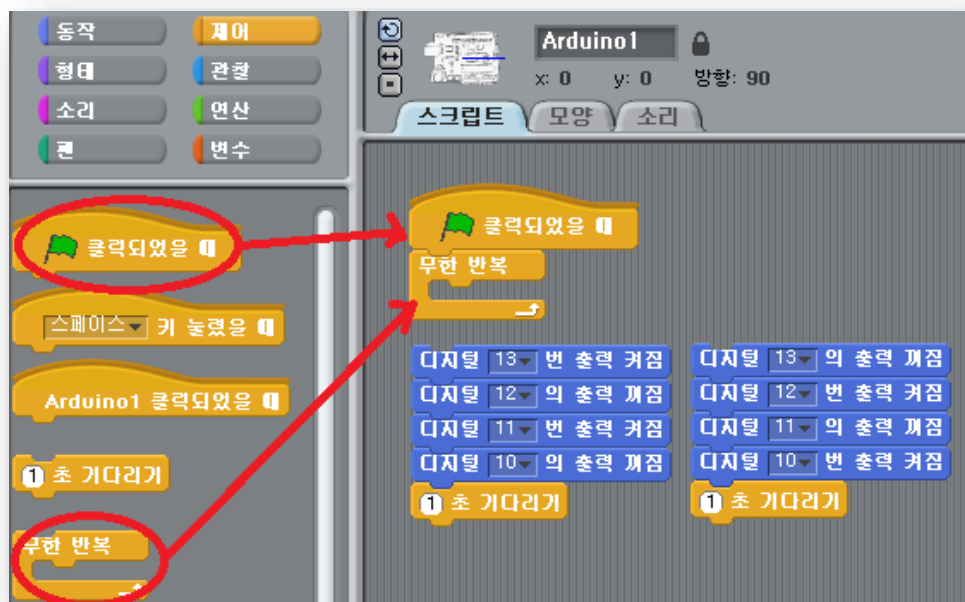 동작
제어
형태
관찰
소리
연산
펜
변수
Arduino1
x: 0 y: 0 방향: 90
스크립트 모양 소리
클릭되었을 때
스페이스 키 눌렸을 때
Arduino1 클릭되었을 때
1 초 기다리기
무한 반복
클릭되었을 때
무한 반복
디지털 13 번 출력 켜짐
디지털 12 의 출력 꺼짐
디지털 11 번 출력 켜짐
디지털 10 의 출력 꺼짐
1 초 기다리기
디지털 13 의 출력 꺼짐
디지털 12 번 출력 켜짐
디지털 11 의 출력 꺼짐
디지털 10 번 출력 켜짐
1 초 기다리기